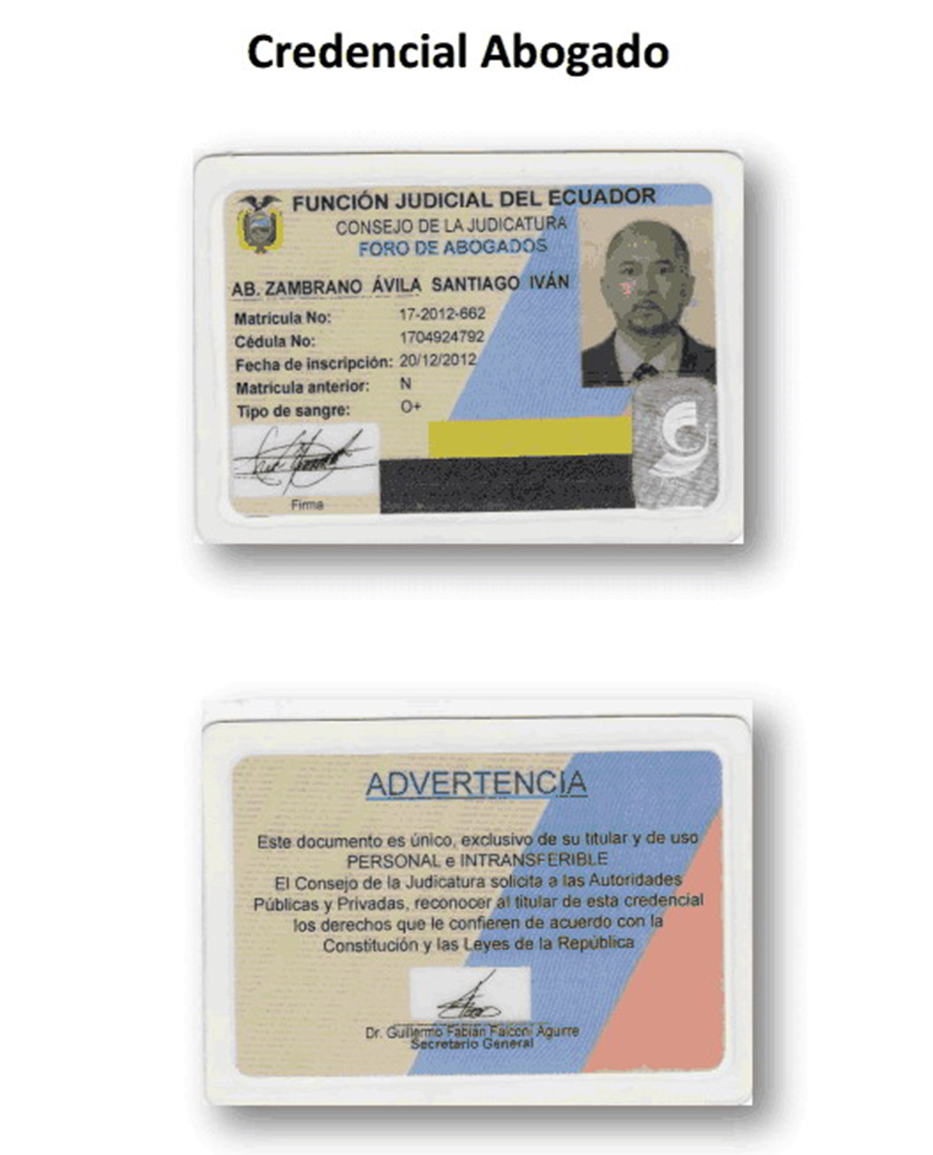 Credencial Abogado
FUNCIÓN JUDICIAL DEL ECUADOR
CONSEJO DE LA JUDICATURA
FORO DE ABOGADOS
AB. ZAMBRANO ÁVILA SANTIAGO IVÁN
Matrícula No: 17-2012-662
Cédula No: 1704924792
Fecha de inscripción: 20/12/2012
Matrícula anterior: N
Tipo de sangre: O+
Firma
ADVERTENCIA
Este documento es único, exclusivo de su titular y de uso
PERSONAL e INTRANSFERIBLE
El Consejo de la Judicatura solicita a las Autoridades
Públicas y Privadas, reconocer al titular de esta credencial
los derechos que le confieren de acuerdo con la
Constitución y las Leyes de la República
Dr. Guillermo Fabián Falconí Aguirre
Secretario General